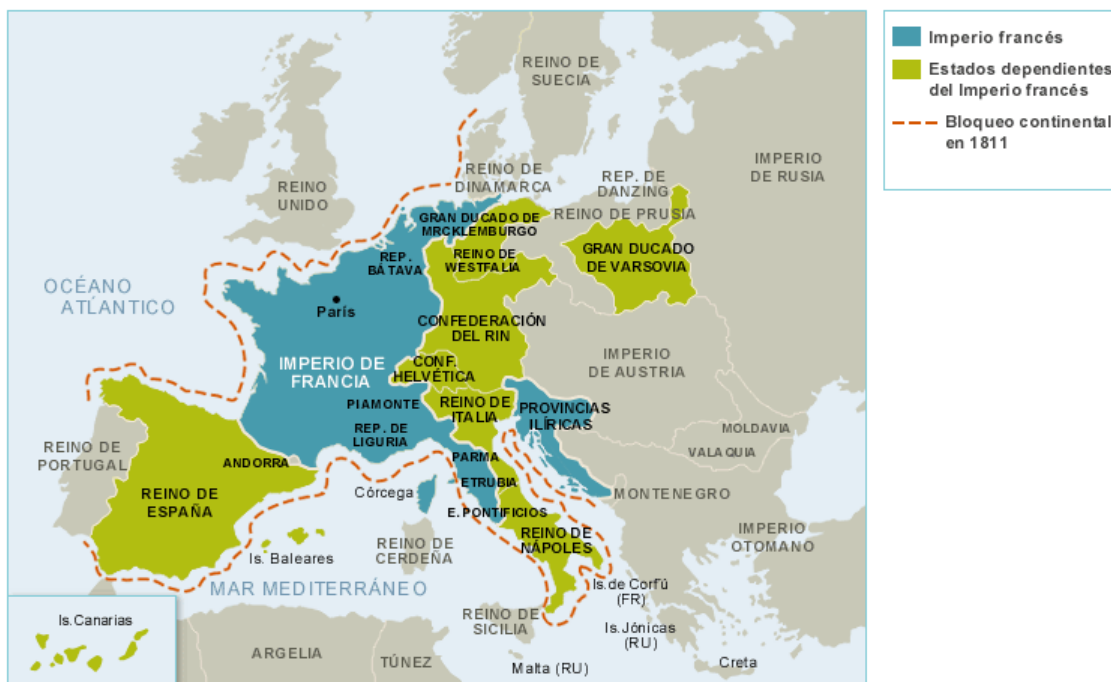 Imperio francés
Estados dependientes
del Imperio francés
Bloqueo continental
en 1811
REINO DE
SUECIA
IMPERIO
DE RUSIA
REINO DE
DINAMARCA
REP. DE
DANZING
REINO
UNIDO
REINO DE PRUSIA
GRAN DUCADO DE
MRCKLEMBURGO
GRAN DUCADO
DE VARSOVIA
REP.
BÁTAVA
REINO DE
WESTFALIA
OCÉANO
ATLÁNTICO
París
CONFEDERACIÓN
DEL RIN
IMPERIO DE
FRANCIA
CONF.
HELVÉTICA
IMPERIO
DE AUSTRIA
PIAMONTE
REINO DE
ITALIA
PROVINCIAS
ILÍRICAS
REP. DE
LIGURIA
MOLDAVIA
VALAQUIA
REINO DE
PORTUGAL
ANDORRA
PARMA
ETRUBIA
MONTENEGRO
REINO DE
ESPAÑA
Córcega
E. PONTIFICIOS
IMPERIO
OTOMANO
REINO DE
NÁPOLES
REINO DE
CERDEÑA
Is. Baleares
MAR MEDITERRÁNEO
Is. de Corfú
(FR)
Is. Canarias
REINO DE
SICILIA
Is. Jónicas
(RU)
ARGELIA
TÚNEZ
Malta (RU)
Creta